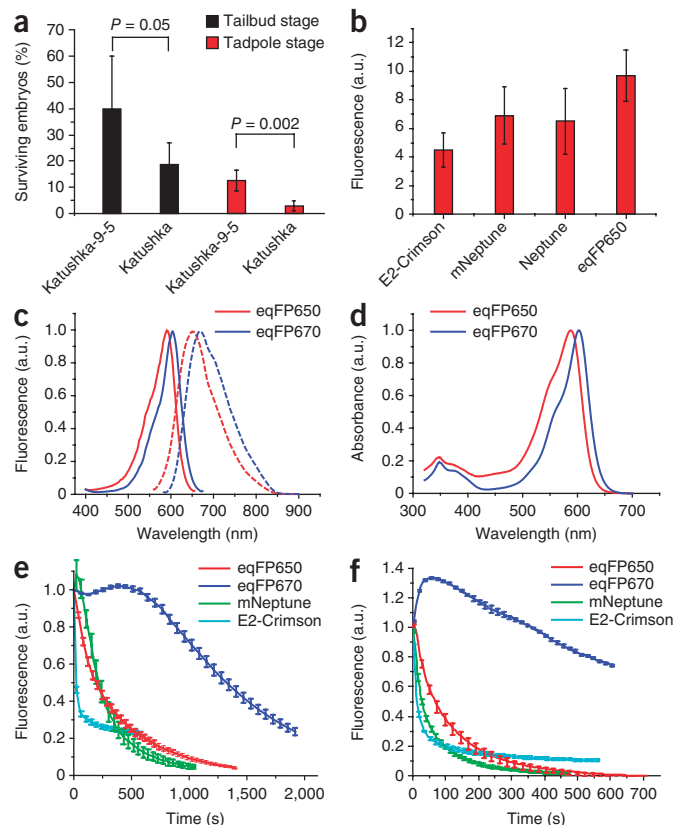 a
Tailbud stage
Tadpole stage
P = 0.05
P = 0.002
Surviving embryos (%)
70
60
50
40
30
20
10
0
Katushka-9-5
Katushka
Katushka-9-5
Katushka
b
Fluorescence (a.u.)
12
10
8
6
4
2
0
E2-Crimson
mNeptune
Neptune
eqFP650
c
eqFP650
eqFP670
Fluorescence (a.u.)
1.0
0.8
0.6
0.4
0.2
0
400 500 600 700 800 900
Wavelength (nm)
d
eqFP650
eqFP670
Absorbance (a.u.)
1.0
0.8
0.6
0.4
0.2
0
300 400 500 600 700
Wavelength (nm)
e
eqFP650
eqFP670
mNeptune
E2-Crimson
Fluorescence (a.u.)
1.0
0.8
0.6
0.4
0.2
0
0 500 1,000 1,500 2,000
Time (s)
f
eqFP650
eqFP670
mNeptune
E2-Crimson
Fluorescence (a.u.)
1.4
1.2
1.0
0.8
0.6
0.4
0.2
0
0 100 200 300 400 500 600 700
Time (s)